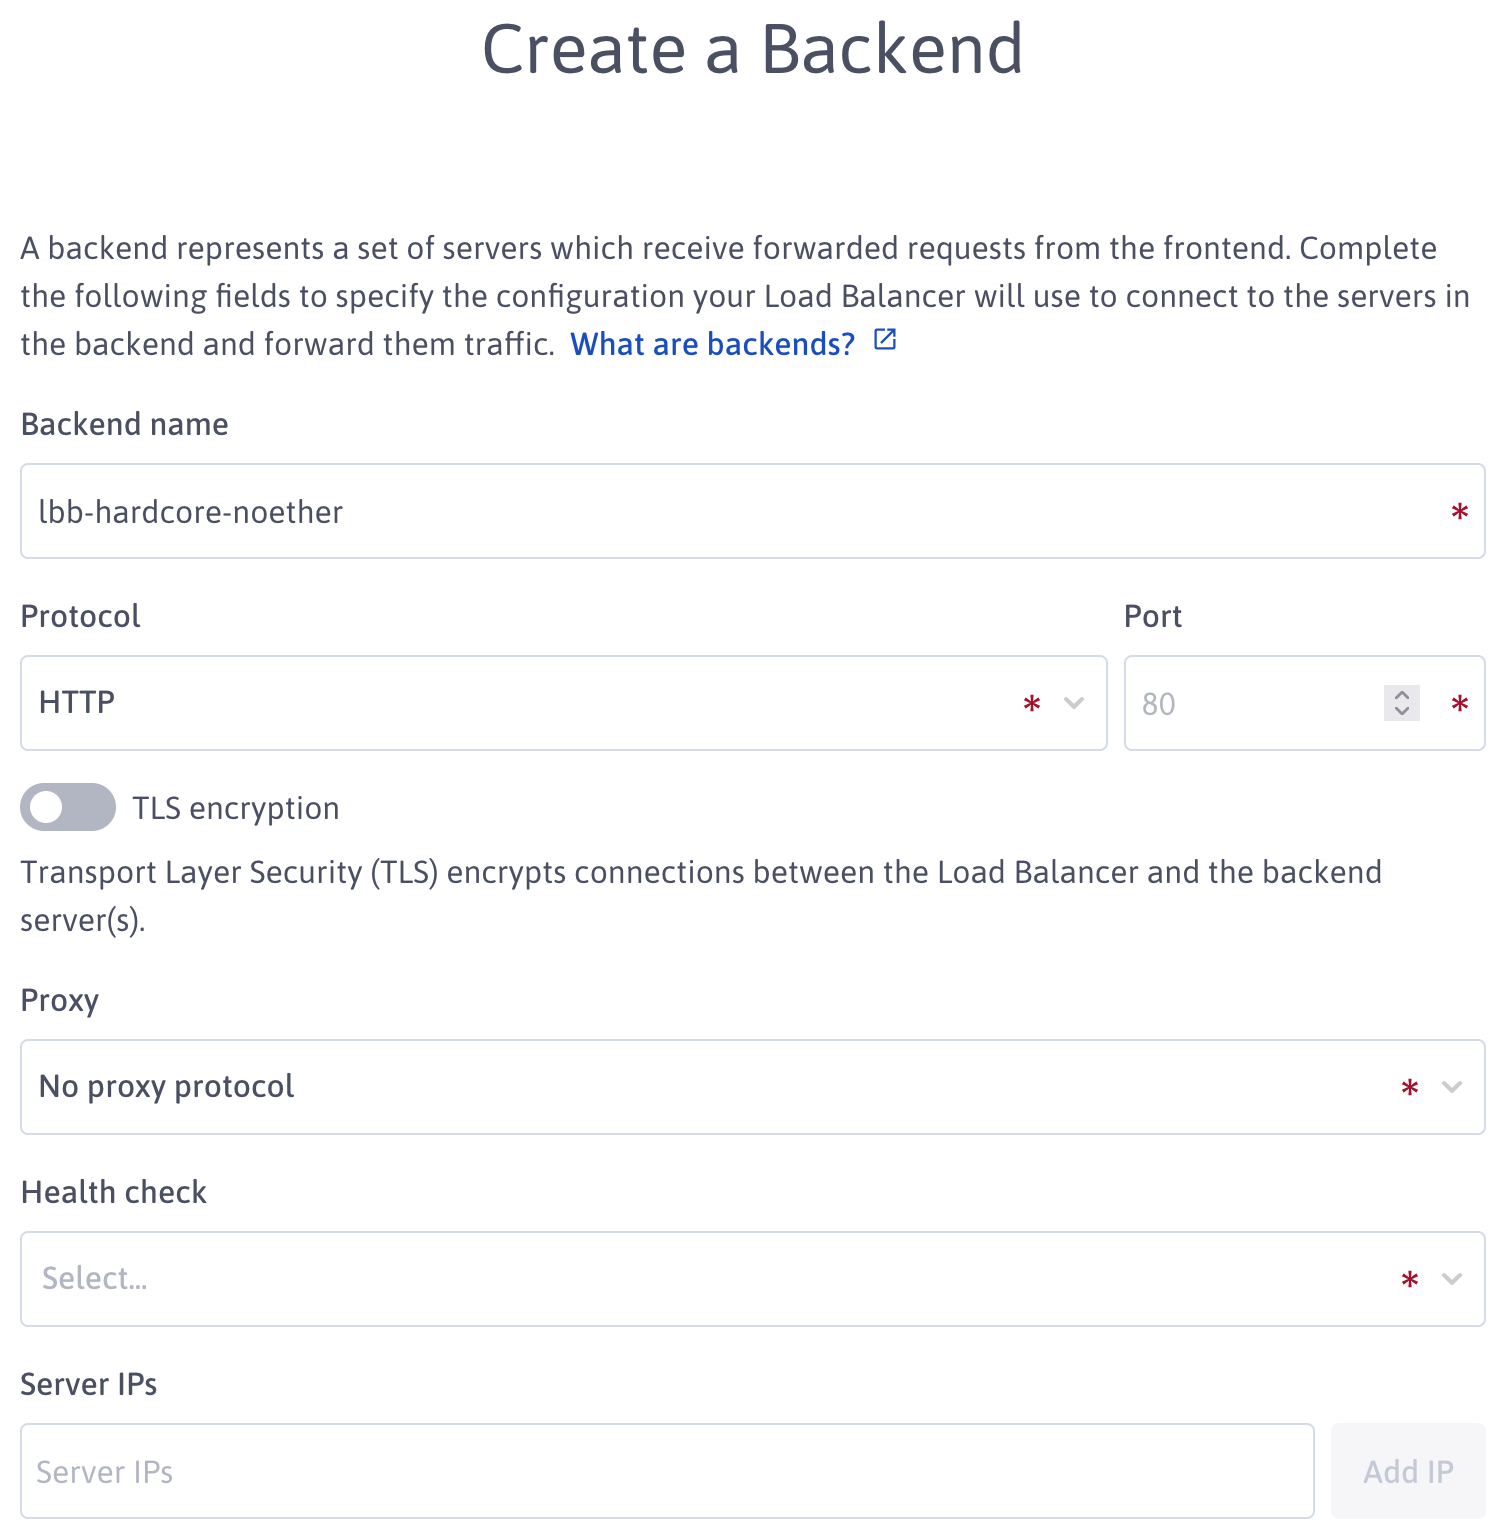 Create a Backend
A backend represents a set of servers which receive forwarded requests from the frontend. Complete
the following fields to specify the configuration your Load Balancer will use to connect to the servers in
the backend and forward them traffic. What are backends?
Backend name
lbb-hardcore-noether *
Protocol Port
HTTP * 80 *
TLS encryption
Transport Layer Security (TLS) encrypts connections between the Load Balancer and the backend
server(s).
Proxy
No proxy protocol *
Health check
Select... *
Server IPs
Server IPs Add IP